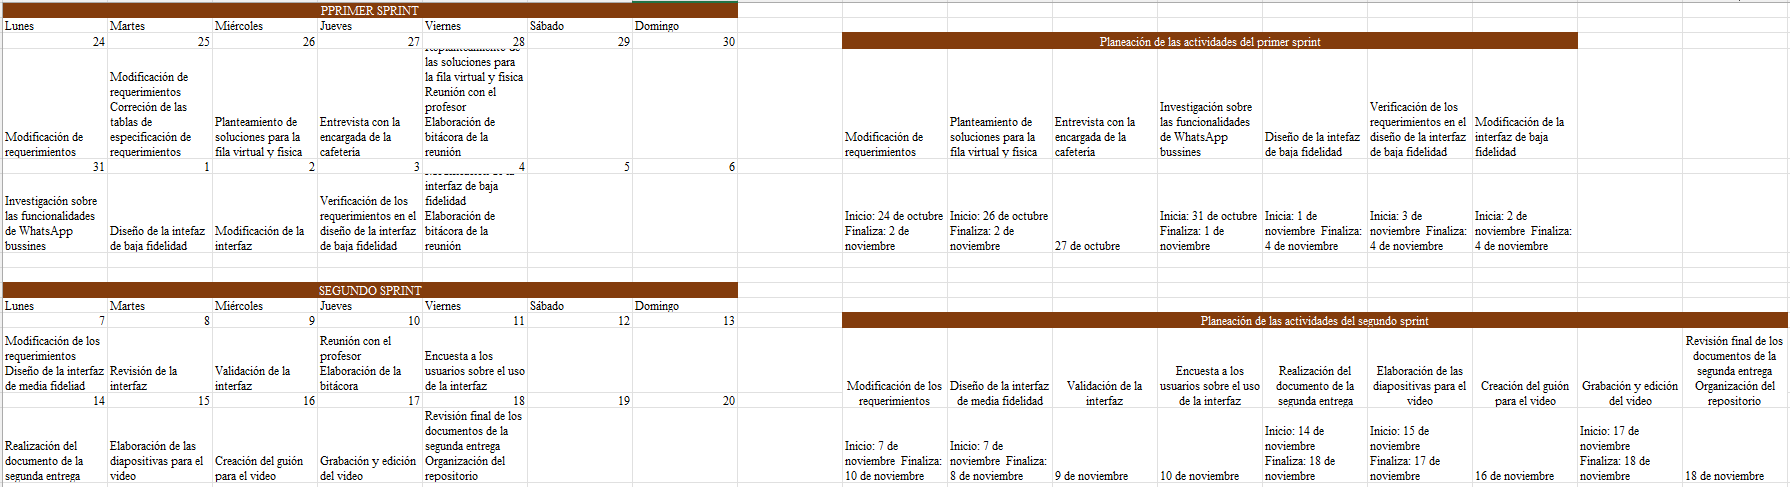 PPRIMER SPRINT
Lunes Martes Miércoles Jueves Viernes Sábado Domingo
24 25 26 27 28 29 30
Modificación de
requerimientos
Modificación de
requerimientos
Correción de las
tablas de
especificación de
requerimientos
Planteamiento de
soluciones para la
fila virtual y fisica
Entrevista con la
encargada de la
cafetería
las soluciones para
la fila virtual y fisica
Reunión con el
profesor
Elaboración de
bitácora de la
reunión
31 1 2 3 4 5 6
Investigación sobre
las funcionalidades
de WhatsApp
bussines
Diseño de la intefaz
de baja fidelidad
Modificación de la
interfaz
Verificación de los
requerimientos en el
diseño de la interfaz
de baja fidelidad
interfaz de baja
fidelidad
Elaboración de
bitácora de la
reunión
Planeación de las actividades del primer sprint
Modificación de
requerimientos
Planteamiento de
soluciones para la
fila virtual y fisica
Entrevista con la
encargada de la
cafeteria
Investigación sobre
las funcionalidades
de WhatsApp
bussines
Diseño de la intefaz
de baja fidelidad
Verificación de los
requerimientos en el
diseño de la interfaz
de baja fidelidad
Modificación de la
interfaz de baja
fidelidad
Inicio: 24 de octubre
Finaliza: 2 de
noviembre
Inicio: 26 de octubre
Finaliza: 2 de
noviembre
27 de octubre
Inicia: 31 de octubre
Finaliza: 1 de
noviembre
Inicia: 1 de
noviembre Finaliza:
4 de noviembre
Inicia: 3 de
noviembre Finaliza:
4 de noviembre
Inicia: 2 de
noviembre Finaliza:
4 de noviembre
SEGUNDO SPRINT
Lunes Martes Miércoles Jueves Viernes Sábado Domingo
7 8 9 10 11 12 13
Modificación de los
requerimientos
Diseño de la interfaz
de media fideliad
Revisión de la
interfaz
Validación de la
interfaz
Reunión con el
profesor
Elaboración de la
bitácora
Encuesta a los
usuarios sobre el uso
de la interfaz
14 15 16 17 18 19 20
Realización del
documento de la
segunda entrega
Elaboración de las
diapositivas para el
video
Creación del guión
para el video
Grabación y edición
del video
Revisión final de los
documentos de la
segunda entrega
Organización del
repositorio
Planeación de las actividades del segundo sprint
Modificación de los
requerimientos
Diseño de la interfaz
de media fidelidad
Validación de la
interfaz
Encuesta a los
usuarios sobre el uso
de la interfaz
Realización del
documento de la
segunda entrega
Elaboración de las
diapositivas para el
video
Creación del guión
para el video
Grabación y edición
del video
Revisión final de los
documentos de la
segunda entrega
Organización del
repositorio
Inicio: 7 de
noviembre Finaliza:
10 de noviembre
Inicio: 7 de
noviembre Finaliza:
8 de noviembre
9 de noviembre
10 de noviembre
Inicio: 14 de
noviembre
Finaliza: 18 de
noviembre
Inicio: 15 de
noviembre
Finaliza: 17 de
noviembre
16 de noviembre
Inicio: 17 de
noviembre
Finaliza: 18 de
noviembre
18 de noviembre